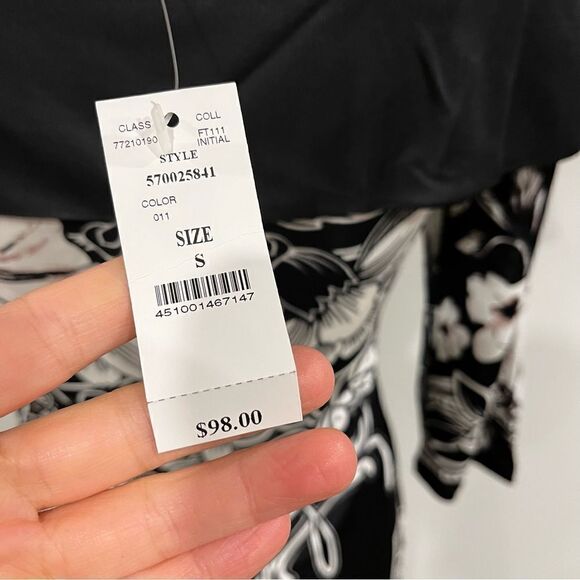 CLASS COLL
77210190 FT111
INITIAL
STYLE
570025841
COLOR
011
SIZE
S
451001467147
$98.00